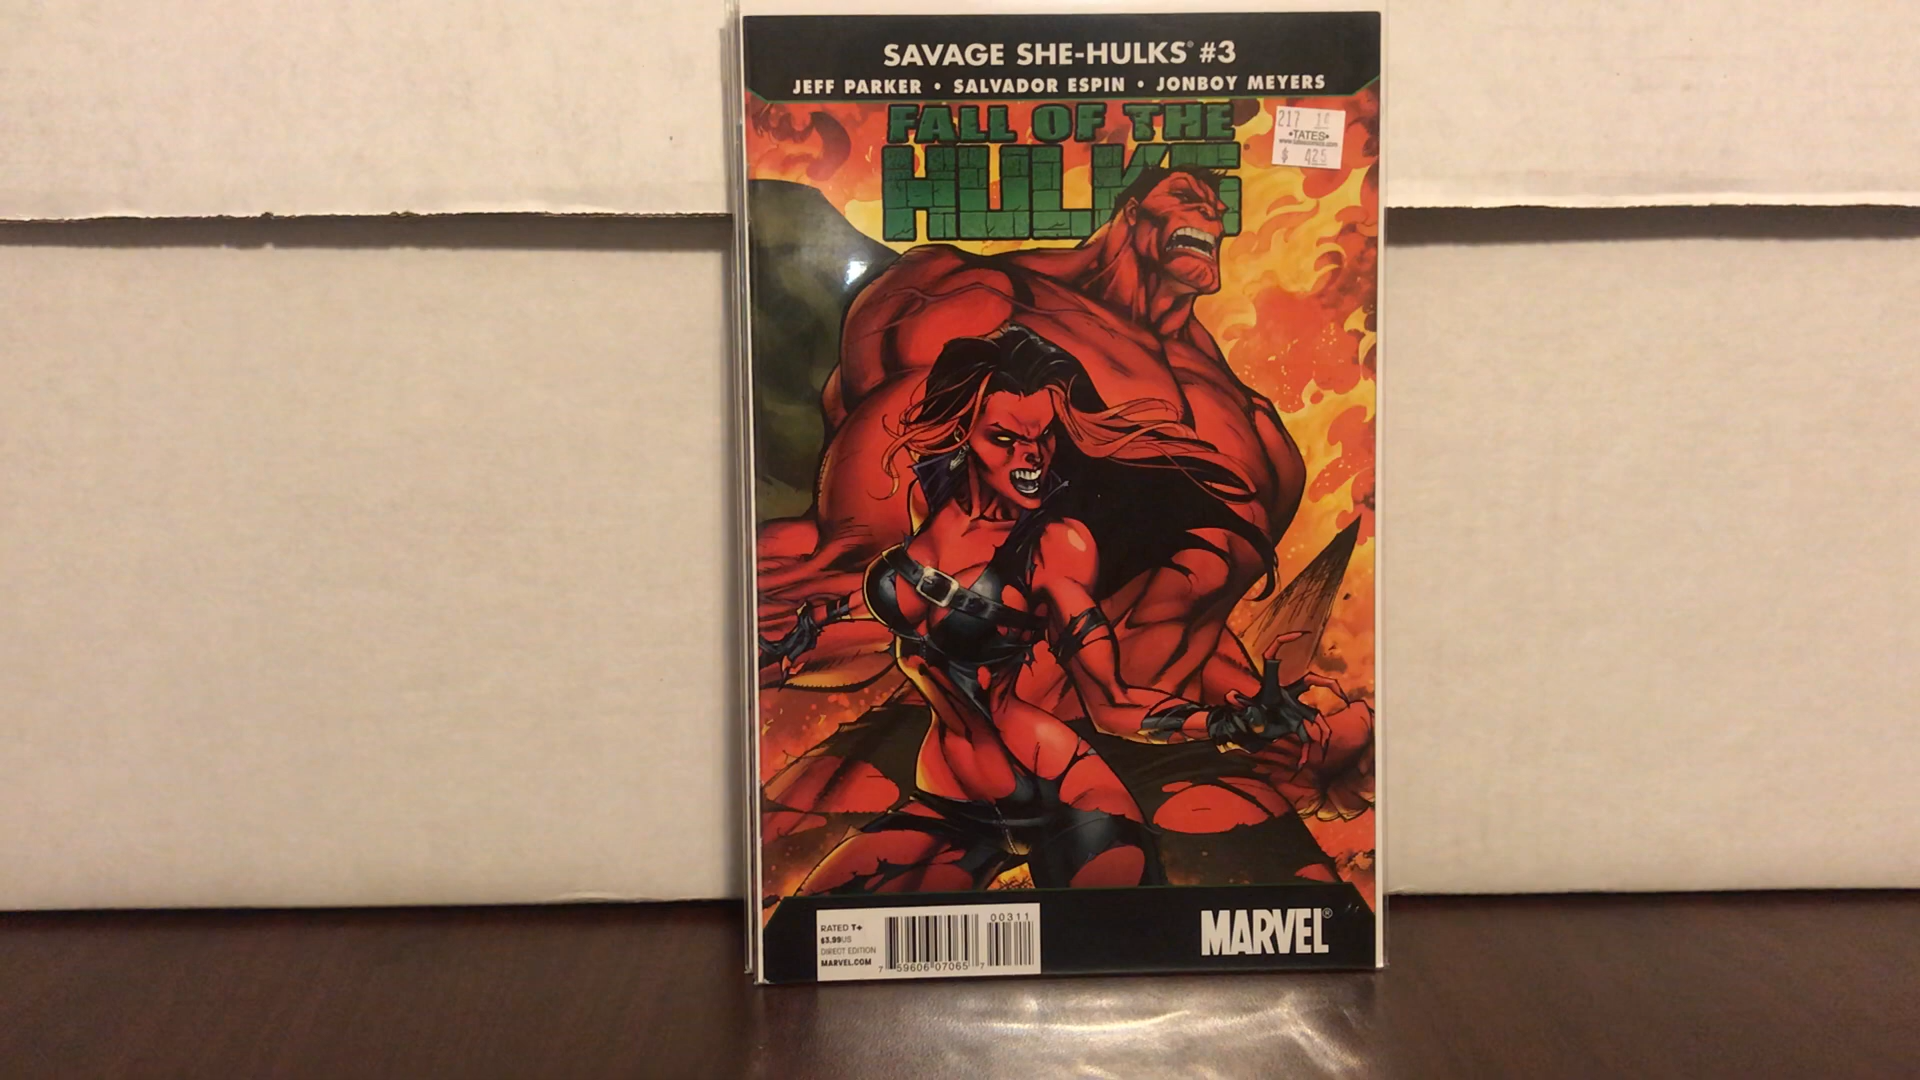 SAVAGE SHE-HULKS® #3
JEFF PARKER • SALVADOR ESPIN • JONBOY MEYERS
FALL OF THE
HULKS
217 1C
•TATES•
$ 425
RATED T+
$3.99US
DIRECT EDITION
MARVEL.COM
00311
7 59606 07065 7
MARVEL®